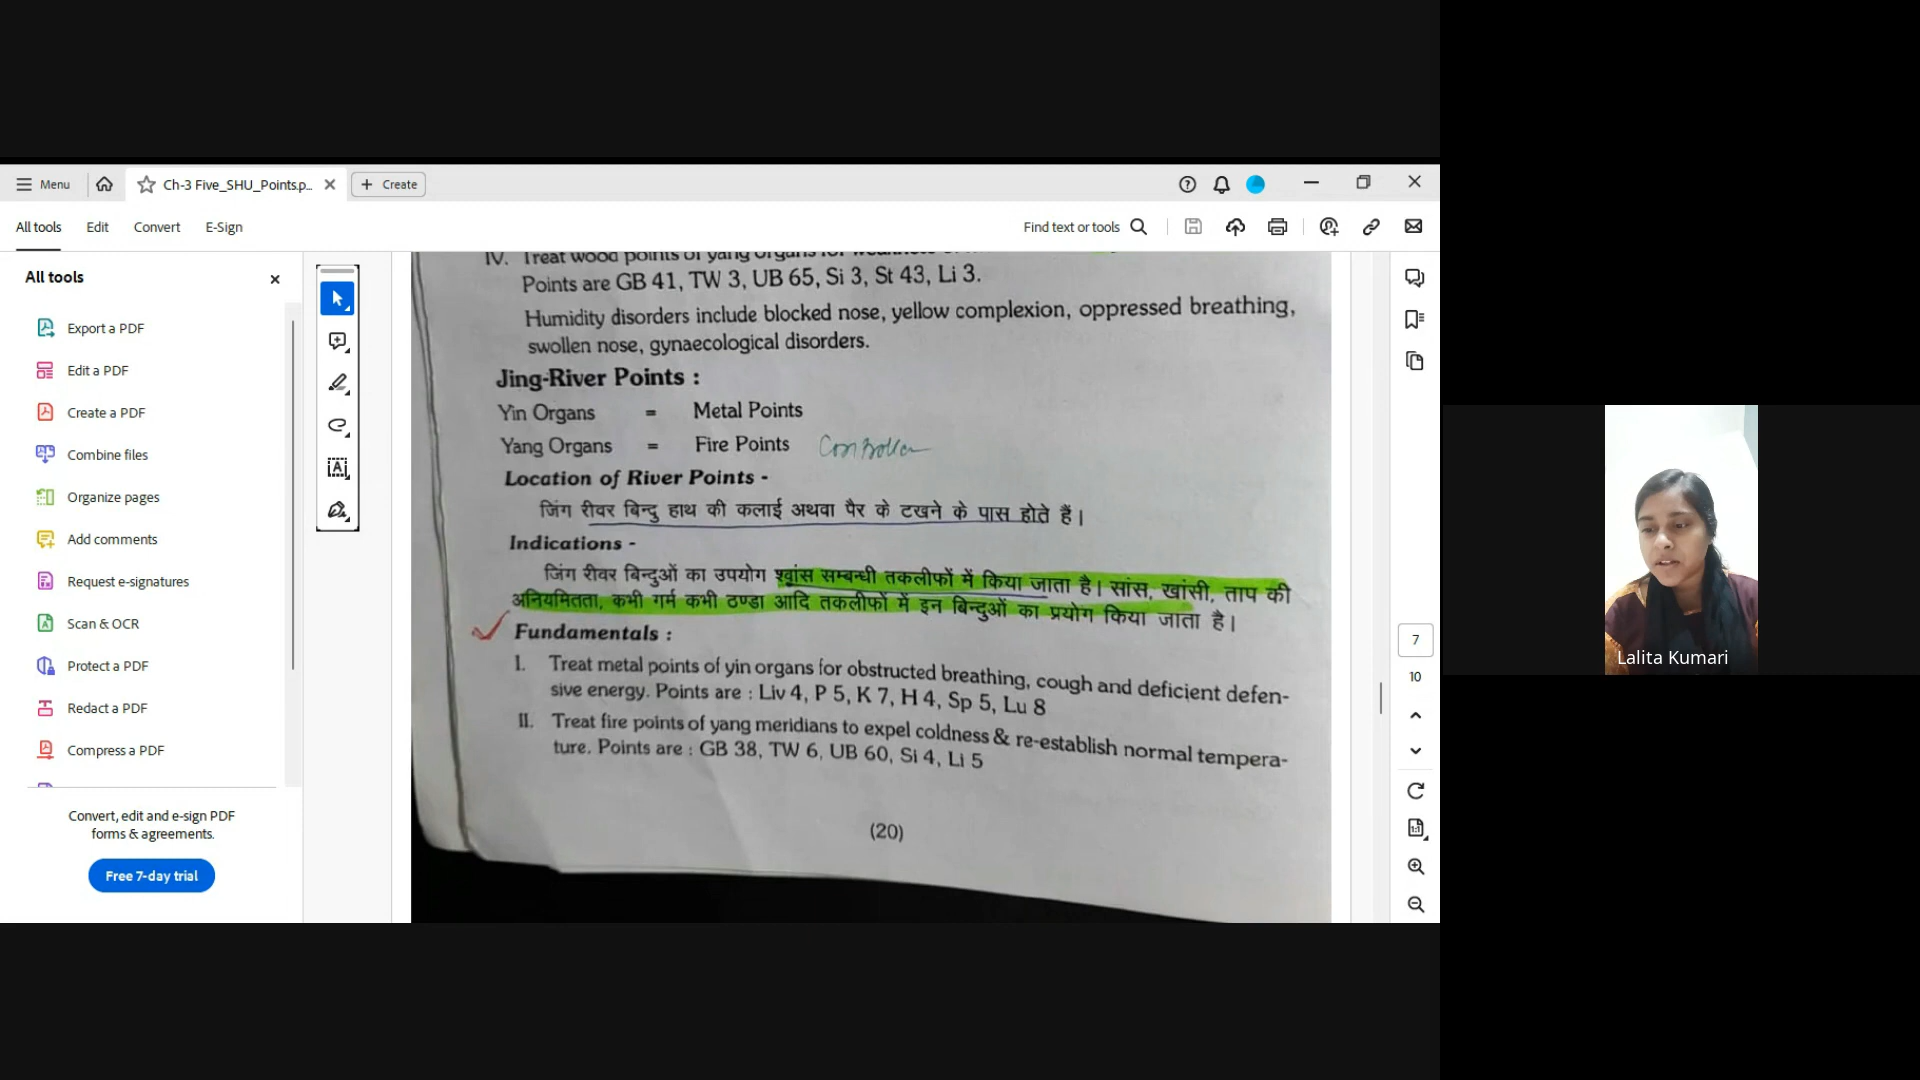 Menu
Ch-3 Five_SHU_Points.p...
Create
All tools
Edit
Convert
E-Sign
Find text or tools
All tools
Export a PDF
Edit a PDF
Create a PDF
Combine files
Organize pages
Add comments
Request e-signatures
Scan & OCR
Protect a PDF
Redact a PDF
Compress a PDF
Convert, edit and e-sign PDF
forms & agreements.
Free 7-day trial
IV. Treat wood points of yang organs for
Points are GB 41, TW 3, UB 65, Si 3, St 43, Li 3.
Humidity disorders include blocked nose, yellow complexion, oppressed breathing,
swollen nose, gynaecological disorders.
Jing-River Points :
Yin Organs = Metal Points
Yang Organs = Fire Points
Location of River Points -
जिंग रीवर बिन्दु हाथ की कलाई अथवा पैर के टखने के पास होते हैं।
Indications -
जिंग रीवर बिन्दुओं का उपयोग श्वांस सम्बन्धी तकलीफों में किया जाता है। सांस, खांसी, ताप की
अनियमितता, कभी गर्म कभी ठण्डा आदि तकलीफों में इन बिन्दुओं का प्रयोग किया जाता है।
Fundamentals :
I. Treat metal points of yin organs for obstructed breathing, cough and deficient defen-
sive energy. Points are : Liv 4, P 5, K 7, H 4, Sp 5, Lu 8
II. Treat fire points of yang meridians to expel coldness & re-establish normal tempera-
ture. Points are : GB 38, TW 6, UB 60, Si 4, Li 5
(20)
7
10
Lalita Kumari